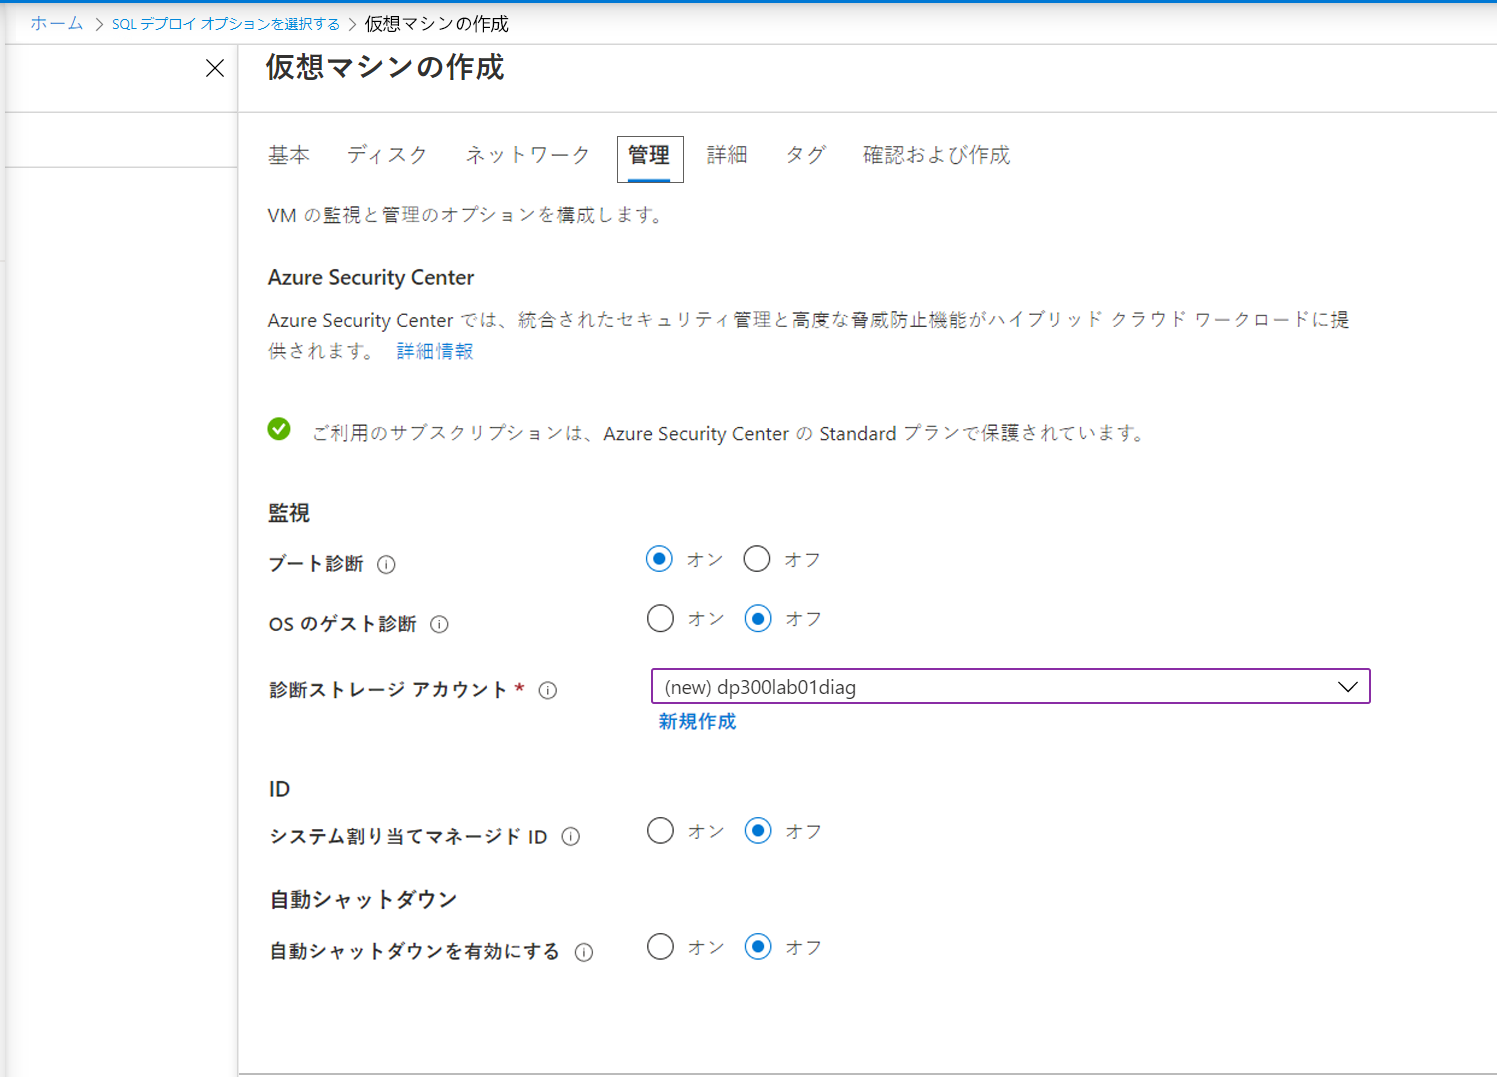 ホーム > SQL デプロイ オプションを選択する > 仮想マシンの作成
仮想マシンの作成
基本 ディスク ネットワーク 管理 詳細 タグ 確認および作成
VM の監視と管理のオプションを構成します。
Azure Security Center
Azure Security Center では、統合されたセキュリティ管理と高度な脅威防止機能がハイブリッド クラウド ワークロードに提
供されます。 詳細情報
ご利用のサブスクリプションは、Azure Security Center の Standard プランで保護されています。
監視
ブート診断 オン オフ
OS のゲスト診断 オン オフ
診断ストレージ アカウント * (new) dp300lab01diag
新規作成
ID
システム割り当てマネージド ID オン オフ
自動シャットダウン
自動シャットダウンを有効にする オン オフ